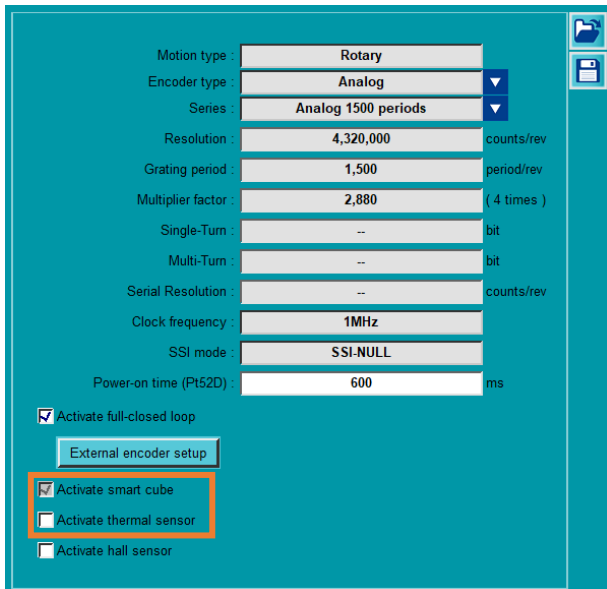 Motion type : Rotary
Encoder type : Analog
Series : Analog 1500 periods
Resolution : 4,320,000 counts/rev
Grating period : 1,500 period/rev
Multiplier factor : 2,880 ( 4 times )
Single-Turn : -- bit
Multi-Turn : -- bit
Serial Resolution : -- counts/rev
Clock frequency : 1MHz
SSI mode : SSI-NULL
Power-on time (Pt52D) : 600 ms
Activate full-closed loop
External encoder setup
Activate smart cube
Activate thermal sensor
Activate hall sensor